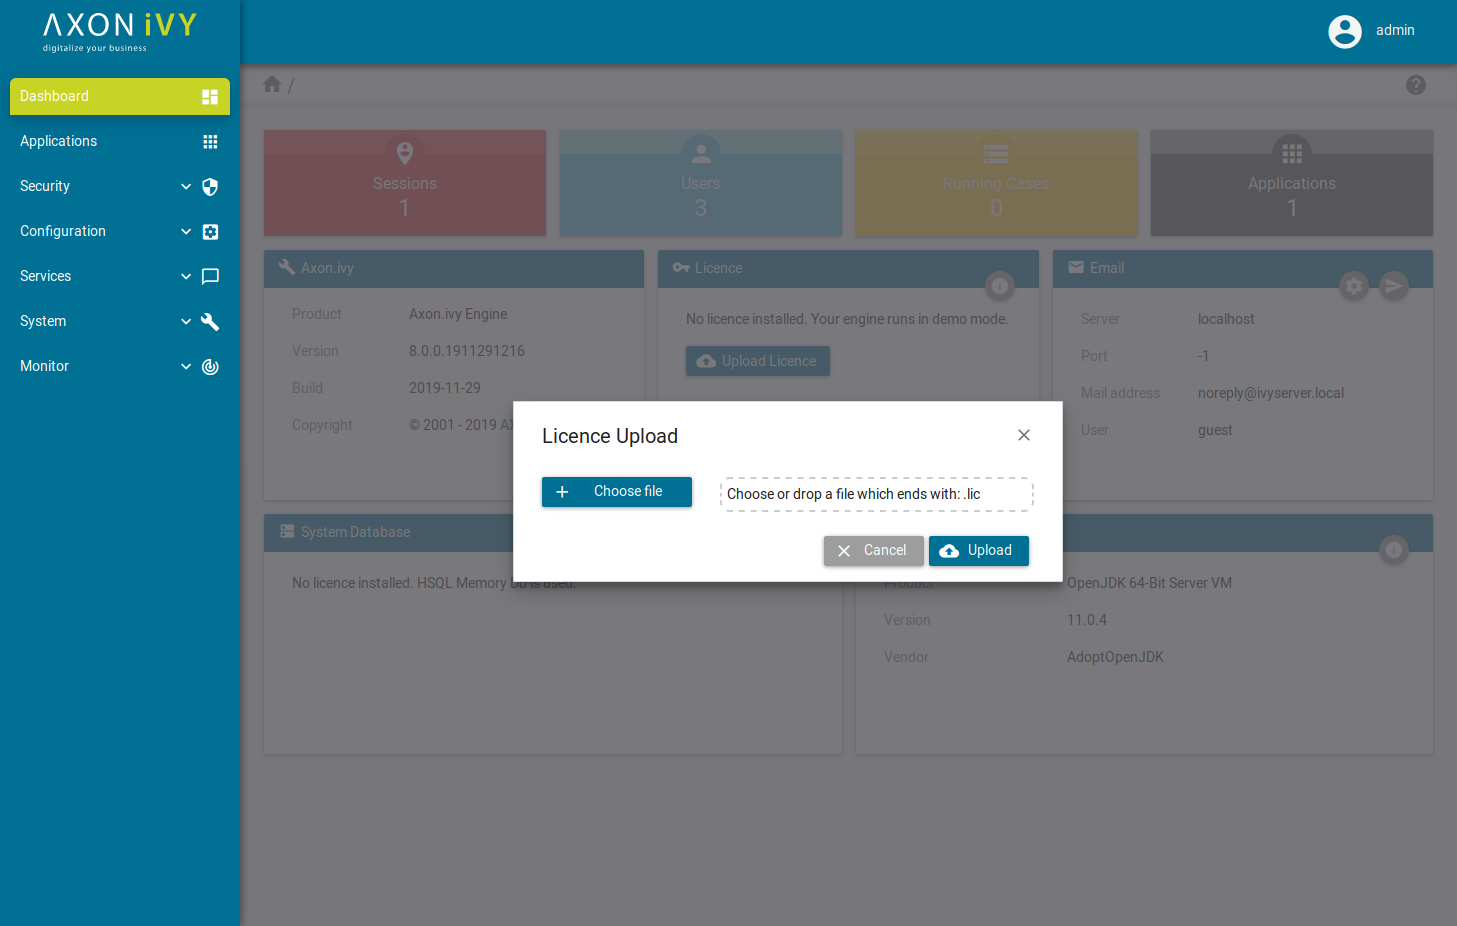 AXON iVY
digitalize your business
admin
Dashboard
Applications
Security
Configuration
Services
System
Monitor
/
Sessions
1
Users
3
Running Cases
0
Applications
1
Axon.ivy
Product Axon.ivy Engine
Version 8.0.0.1911291216
Build 2019-11-29
Copyright © 2001 - 2019
Licence
No licence installed. Your engine runs in demo mode.
Upload Licence
Email
Server localhost
Port -1
Mail address noreply@ivyserver.local
User guest
Licence Upload
Choose file
Choose or drop a file which ends with: .lic
Cancel
Upload
System Database
No licence installed. HSQL Memory Db is used.
Product OpenJDK 64-Bit Server VM
Version 11.0.4
Vendor AdoptOpenJDK